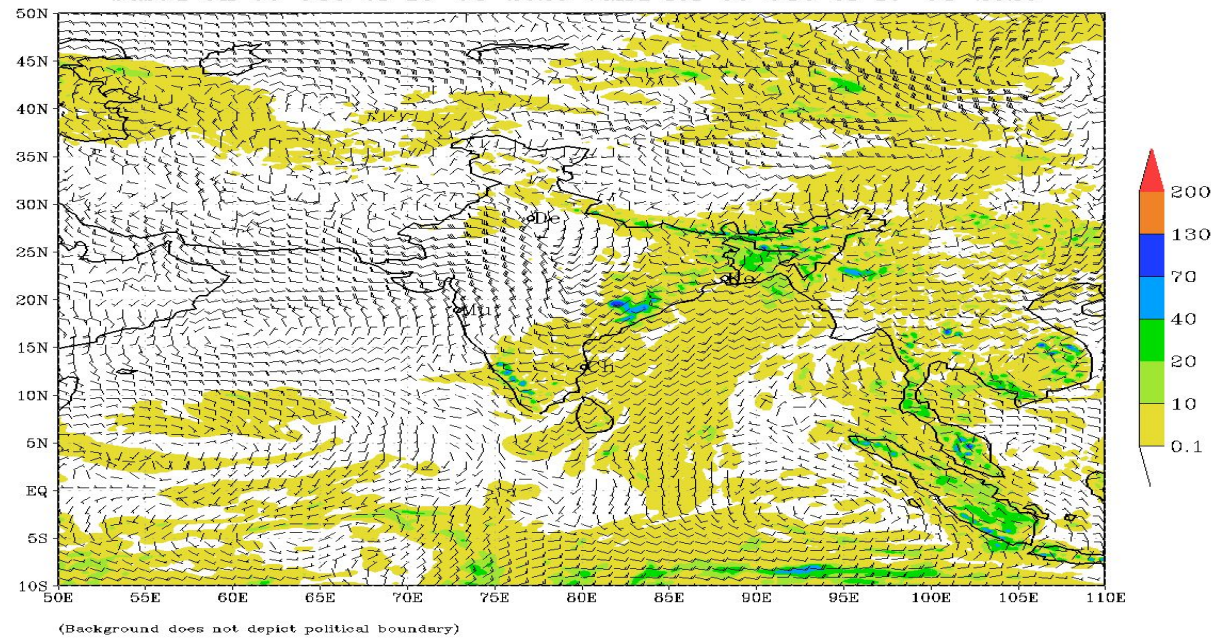 50N
45N
40N
35N
30N
25N
20N
15N
10N
5N
EQ
5S
10S
50E 55E 60E 65E 70E 75E 80E 85E 90E 95E 100E 105E 110E
De
Mu
Ch
200
130
70
40
20
10
0.1
(Background does not depict political boundary)